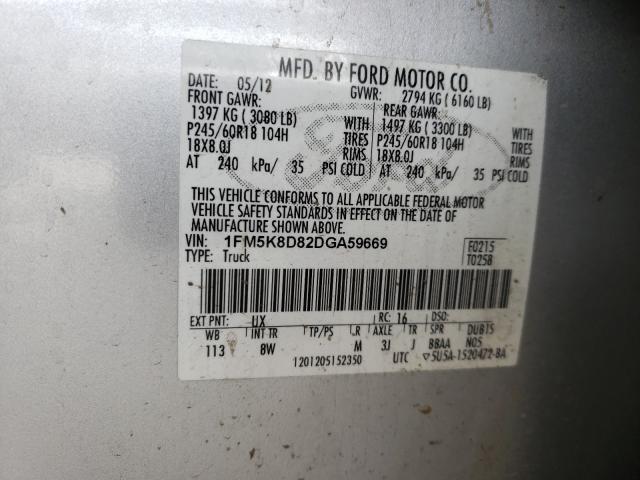 MFD. BY FORD MOTOR CO.
DATE: 05/12 GVWR: 2794 KG ( 6160 LB)
FRONT GAWR: REAR GAWR:
1397 KG ( 3080 LB) WITH 1497 KG ( 3300 LB) WITH
P245/60R18 104H TIRES P245/60R18 104H TIRES
18X8.0J RIMS 18X8.0J RIMS
AT 240 kPa/ 35 PSI COLD AT 240 kPa/ 35 PSI COLD
THIS VEHICLE CONFORMS TO ALL APPLICABLE FEDERAL MOTOR
VEHICLE SAFETY STANDARDS IN EFFECT ON THE DATE OF
MANUFACTURE SHOWN ABOVE.
VIN: 1FM5K8D82DGA59669 F0215
TYPE: Truck T0258
EXT PNT: UX RC: 16 DSO:
WB INT TR TP/PS R AXLE TR SPR
113 8W M 3J J BBAA
1201205152350 UTC